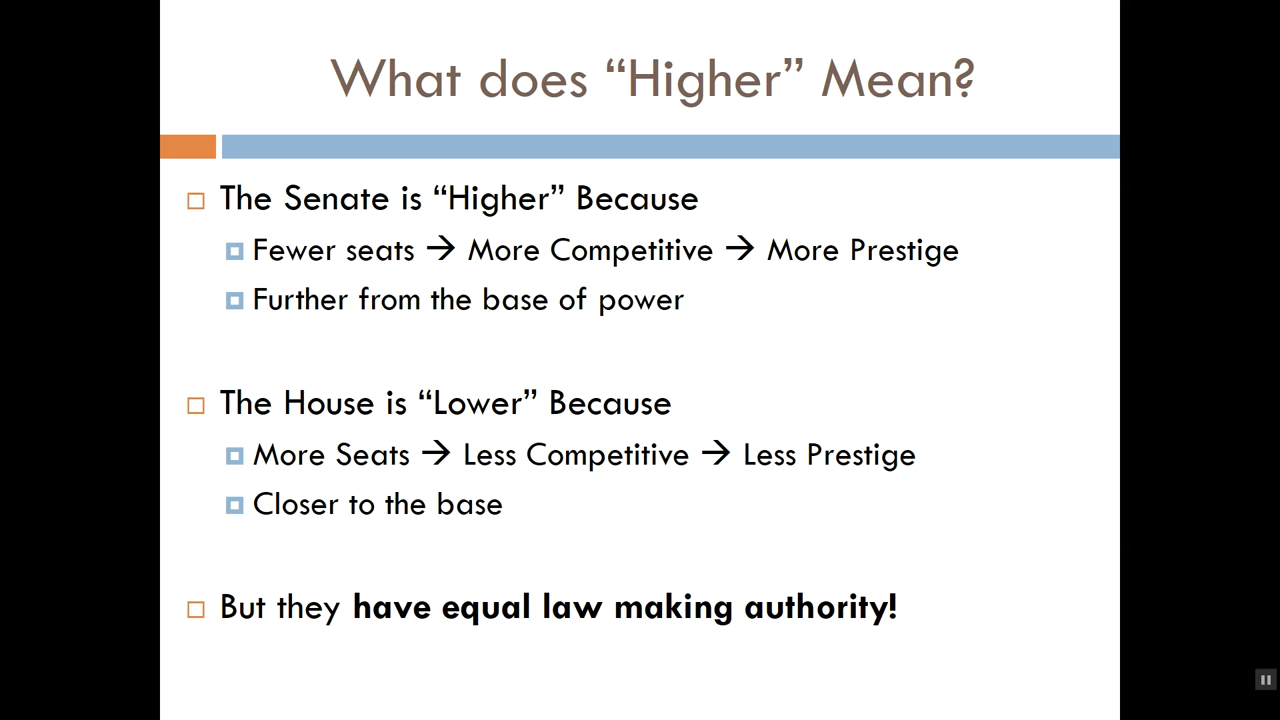 What does “Higher” Mean?
The Senate is “Higher” Because
Fewer seats → More Competitive → More Prestige
Further from the base of power
The House is “Lower” Because
More Seats → Less Competitive → Less Prestige
Closer to the base
But they have equal law making authority!